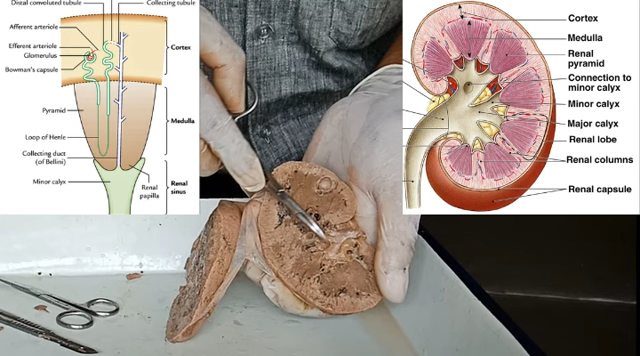 Distal convoluted tubule
Collecting tubule
Afferent arteriole
Efferent arteriole
Glomerulus
Bowman's capsule
Cortex
Pyramid
Medulla
Loop of Henle
Collecting duct
(of Bellini)
Minor calyx
Renal
papilla
Renal
sinus
Cortex
Medulla
Renal
pyramid
Connection to
minor calyx
Minor calyx
Major calyx
Renal lobe
Renal columns
Renal capsule